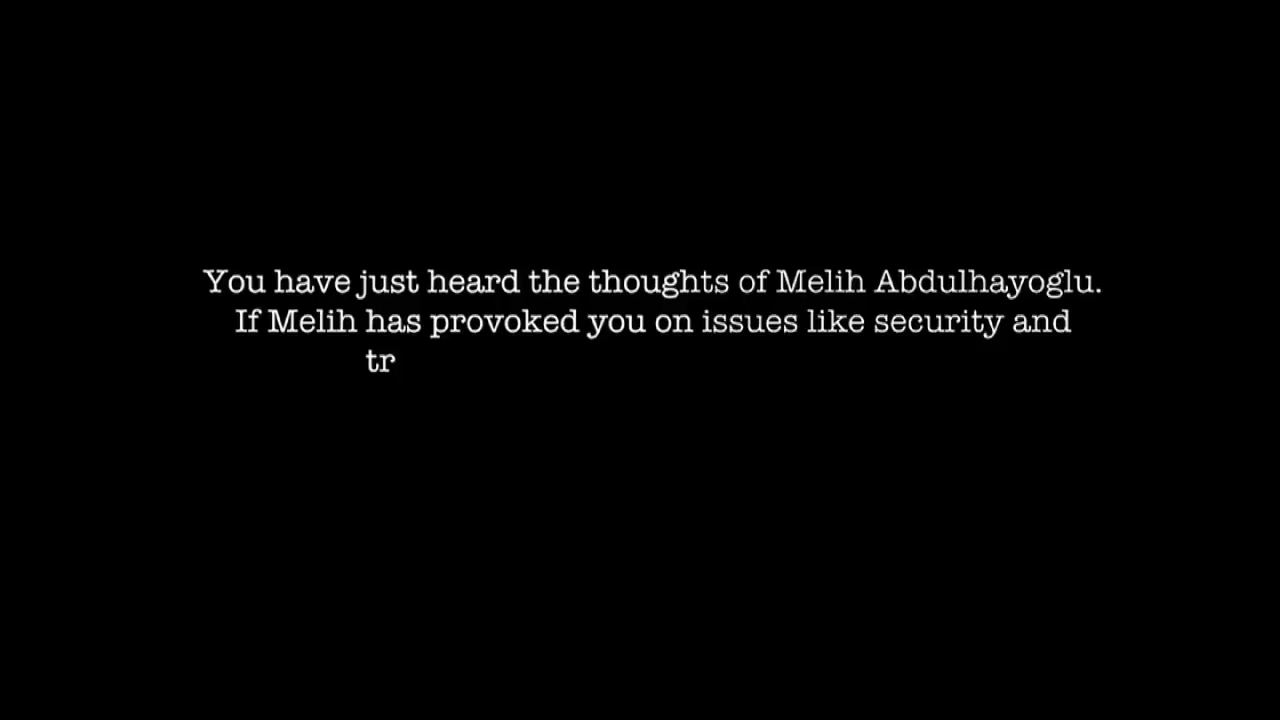 You have just heard the thoughts of Melih Abdulhayoglu.
If Melih has provoked you on issues like security and
tr